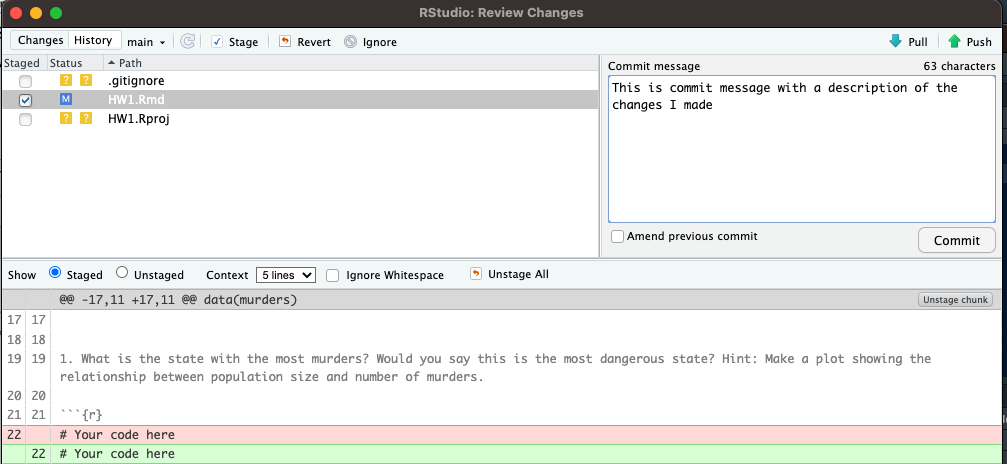 RStudio: Review Changes
Changes History main Stage Revert Ignore Pull Push
Staged Status Path
? ? .gitignore
M HW1.Rmd
? ? HW1.Rproj
Commit message 63 characters
This is commit message with a description of the
changes I made
Amend previous commit
Commit
Show Staged Unstaged Context 5 lines Ignore Whitespace Unstage All
@@ -17,11 +17,11 @@ data(murders) Unstage chunk
17 17
18 18
19 19 1. What is the state with the most murders? Would you say this is the most dangerous state? Hint: Make a plot showing the
relationship between population size and number of murders.
20 20
21 21 ```{r}
22 # Your code here
22 # Your code here